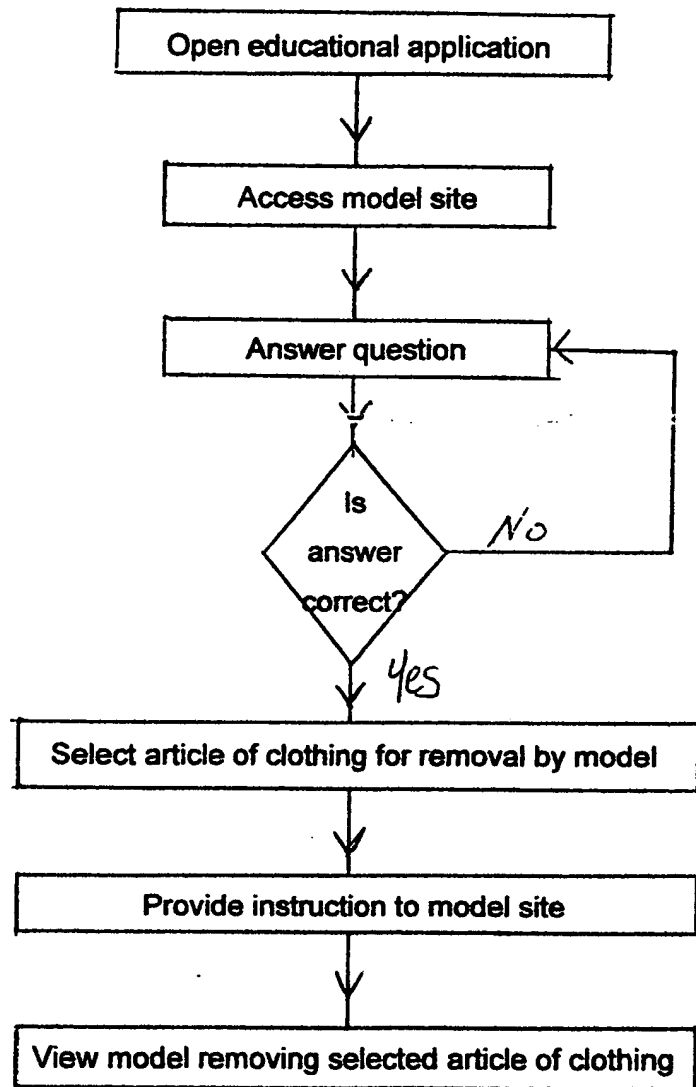 Open educational application
Access model site
Answer question
Is
answer
correct?
No
Yes
Select article of clothing for removal by model
Provide instruction to model site
View model removing selected article of clothing